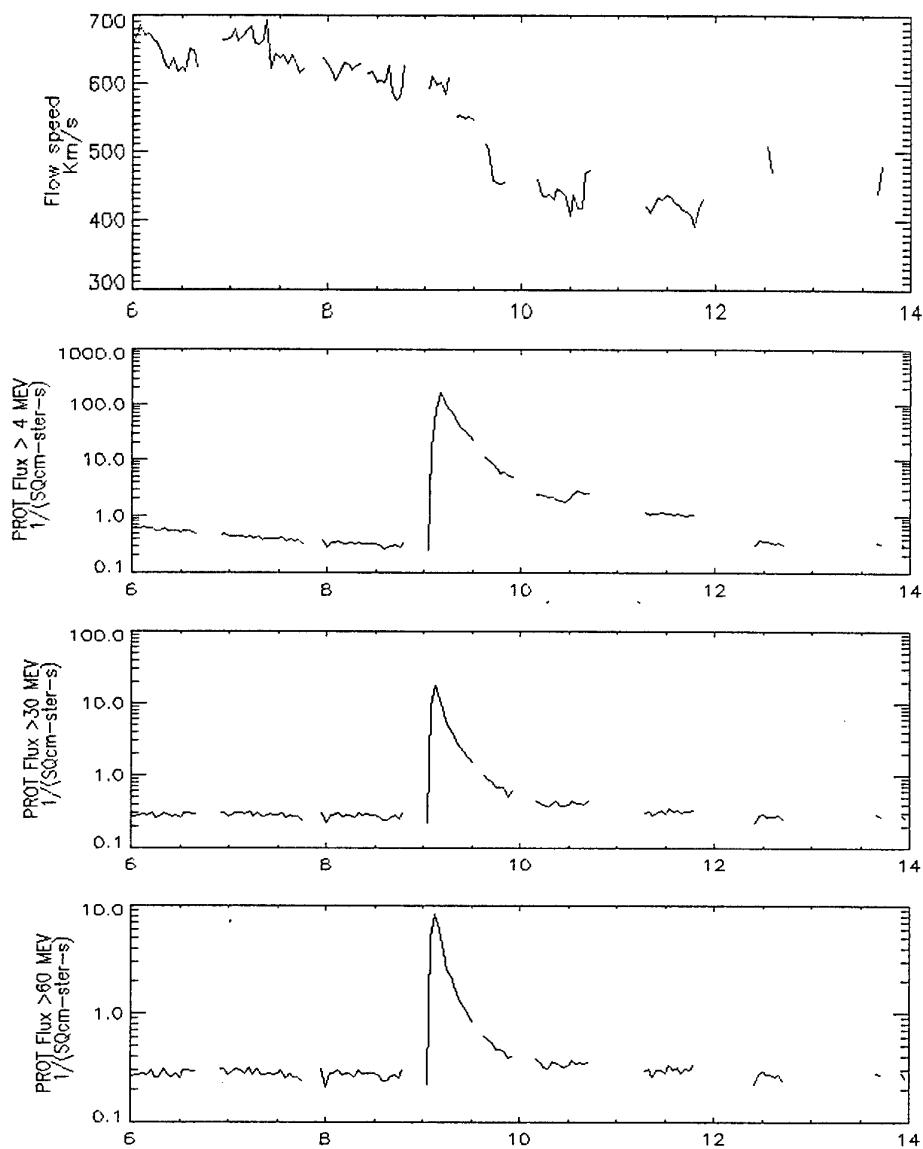 700
600
500
400
300
Flow speed
Km/s
6 8 10 12 14
1000.0
100.0
10.0
1.0
0.1
PROT Flux > 4 MEV
1/(SQcm-ster-s)
6 8 10 12 14
100.0
10.0
1.0
0.1
PROT Flux >30 MEV
1/(SQcm-ster-s)
6 8 10 12 14
10.0
1.0
0.1
PROT Flux >60 MEV
1/(SQcm-ster-s)
6 8 10 12 14